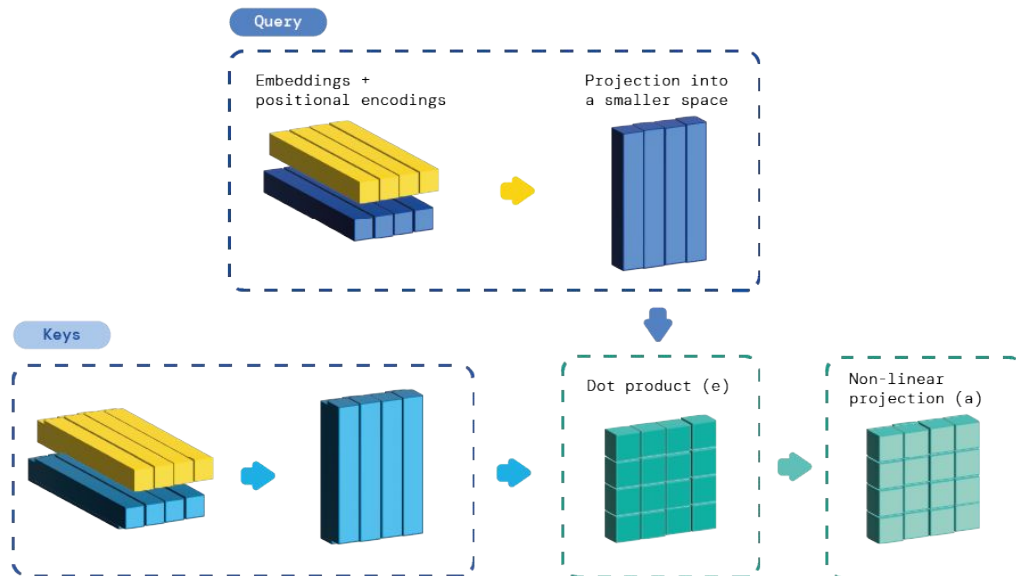 Query
Embeddings +
positional encodings
Projection into
a smaller space
Keys
Dot product (e)
Non-linear
projection (a)